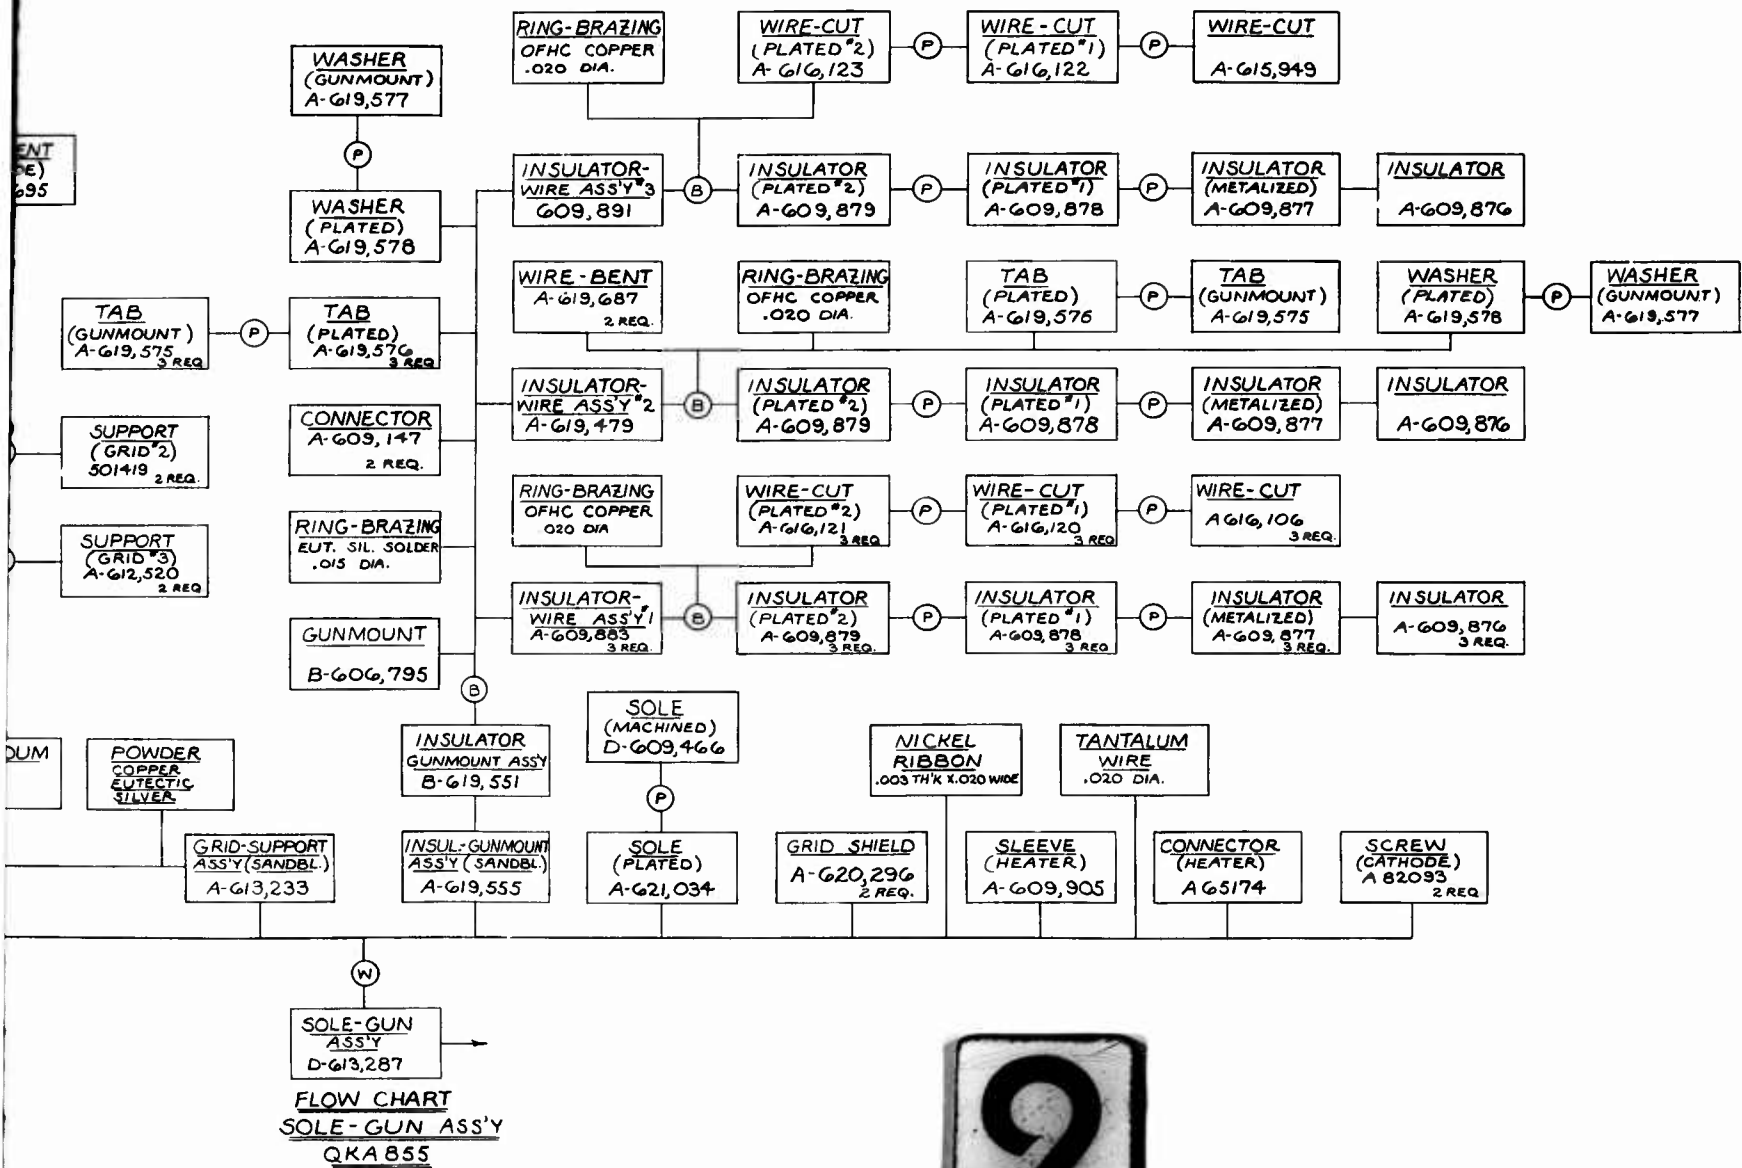 RING-BRAZING
OFHC COPPER
.020 DIA.
WIRE-CUT
(PLATED #2)
A-616,123
P
WIRE-CUT
(PLATED #1)
A-616,122
P
WIRE-CUT
A-615,949
WASHER
(GUNMOUNT)
A-619,577
P
ENT
DE)
695
WASHER
(PLATED)
A-619,578
INSULATOR-
WIRE ASS'Y #3
609,891
B
INSULATOR
(PLATED #2)
A-609,879
P
INSULATOR
(PLATED #1)
A-609,878
P
INSULATOR
(METALIZED)
A-609,877
INSULATOR
A-609,876
WIRE-BENT
A-619,687
2 REQ.
RING-BRAZING
OFHC COPPER
.020 DIA.
TAB
(PLATED)
A-619,576
P
TAB
(GUNMOUNT)
A-619,575
WASHER
(PLATED)
A-619,578
P
WASHER
(GUNMOUNT)
A-619,577
TAB
(GUNMOUNT)
A-619,575
3 REQ
P
TAB
(PLATED)
A-619,576
3 REQ
INSULATOR-
WIRE ASS'Y #2
A-619,479
B
INSULATOR
(PLATED #2)
A-609,879
P
INSULATOR
(PLATED #1)
A-609,878
P
INSULATOR
(METALIZED)
A-609,877
INSULATOR
A-609,876
SUPPORT
(GRID #2)
501419
2 REQ.
CONNECTOR
A-609,147
2 REQ.
RING-BRAZING
OFHC COPPER
020 DIA
WIRE-CUT
(PLATED #2)
A-616,121
3 REQ
P
WIRE-CUT
(PLATED #1)
A-616,120
3 REQ
P
WIRE-CUT
A616,106
3 REQ.
SUPPORT
(GRID #3)
A-612,520
2 REQ
RING-BRAZING
EUT. SIL. SOLDER
.015 DIA.
INSULATOR-
WIRE ASS'Y #1
A-609,883
3 REQ.
B
INSULATOR
(PLATED #2)
A-609,879
3 REQ.
P
INSULATOR
(PLATED #1)
A-609,878
3 REQ
P
INSULATOR
(METALIZED)
A-609,877
3 REQ.
INSULATOR
A-609,876
3 REQ.
GUNMOUNT
B-606,795
B
DUM
POWDER
COPPER
EUTECTIC
SILVER
INSULATOR
GUNMOUNT ASS'Y
B-619,551
SOLE
(MACHINED)
D-609,466
P
NICKEL
RIBBON
.003 TH'K X.020 WIDE
TANTALUM
WIRE
.020 DIA.
GRID-SUPPORT
ASS'Y (SANDBL.)
A-613,233
INSUL-GUNMOUNT
ASS'Y (SANDBL.)
A-619,555
SOLE
(PLATED)
A-621,034
GRID SHIELD
A-620,296
2 REQ.
SLEEVE
(HEATER)
A-609,905
CONNECTOR
(HEATER)
A65174
SCREW
(CATHODE)
A 82093
2 REQ
W
SOLE-GUN
ASS'Y
D-613,287
FLOW CHART
SOLE-GUN ASS'Y
QKA855
2